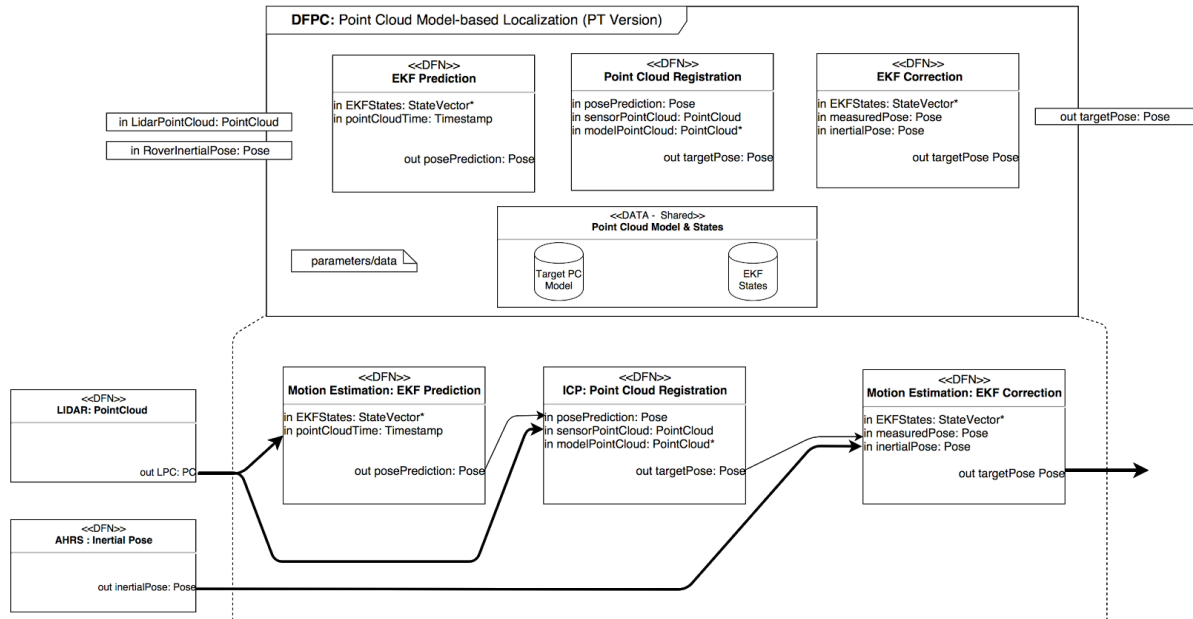 DFPC: Point Cloud Model-based Localization (PT Version)
in LidarPointCloud: PointCloud
in RoverInertialPose: Pose
<<DFN>>
EKF Prediction
in EKFStates: StateVector*
in pointCloudTime: Timestamp
out posePrediction: Pose
<<DFN>>
Point Cloud Registration
in posePrediction: Pose
in sensorPointCloud: PointCloud
in modelPointCloud: PointCloud*
out targetPose: Pose
<<DFN>>
EKF Correction
in EKFStates: StateVector*
in measuredPose: Pose
in inertialPose: Pose
out targetPose Pose
out targetPose: Pose
<<DATA - Shared>>
Point Cloud Model & States
Target PC
Model
EKF
States
parameters/data
<<DFN>>
LIDAR: PointCloud
out LPC: PC
<<DFN>>
AHRS : Inertial Pose
out inertialPose: Pose
<<DFN>>
Motion Estimation: EKF Prediction
in EKFStates: StateVector*
in pointCloudTime: Timestamp
out posePrediction: Pose
<<DFN>>
ICP: Point Cloud Registration
in posePrediction: Pose
in sensorPointCloud: PointCloud
in modelPointCloud: PointCloud*
out targetPose: Pose
<<DFN>>
Motion Estimation: EKF Correction
in EKFStates: StateVector*
in measuredPose: Pose
in inertialPose: Pose
out targetPose Pose